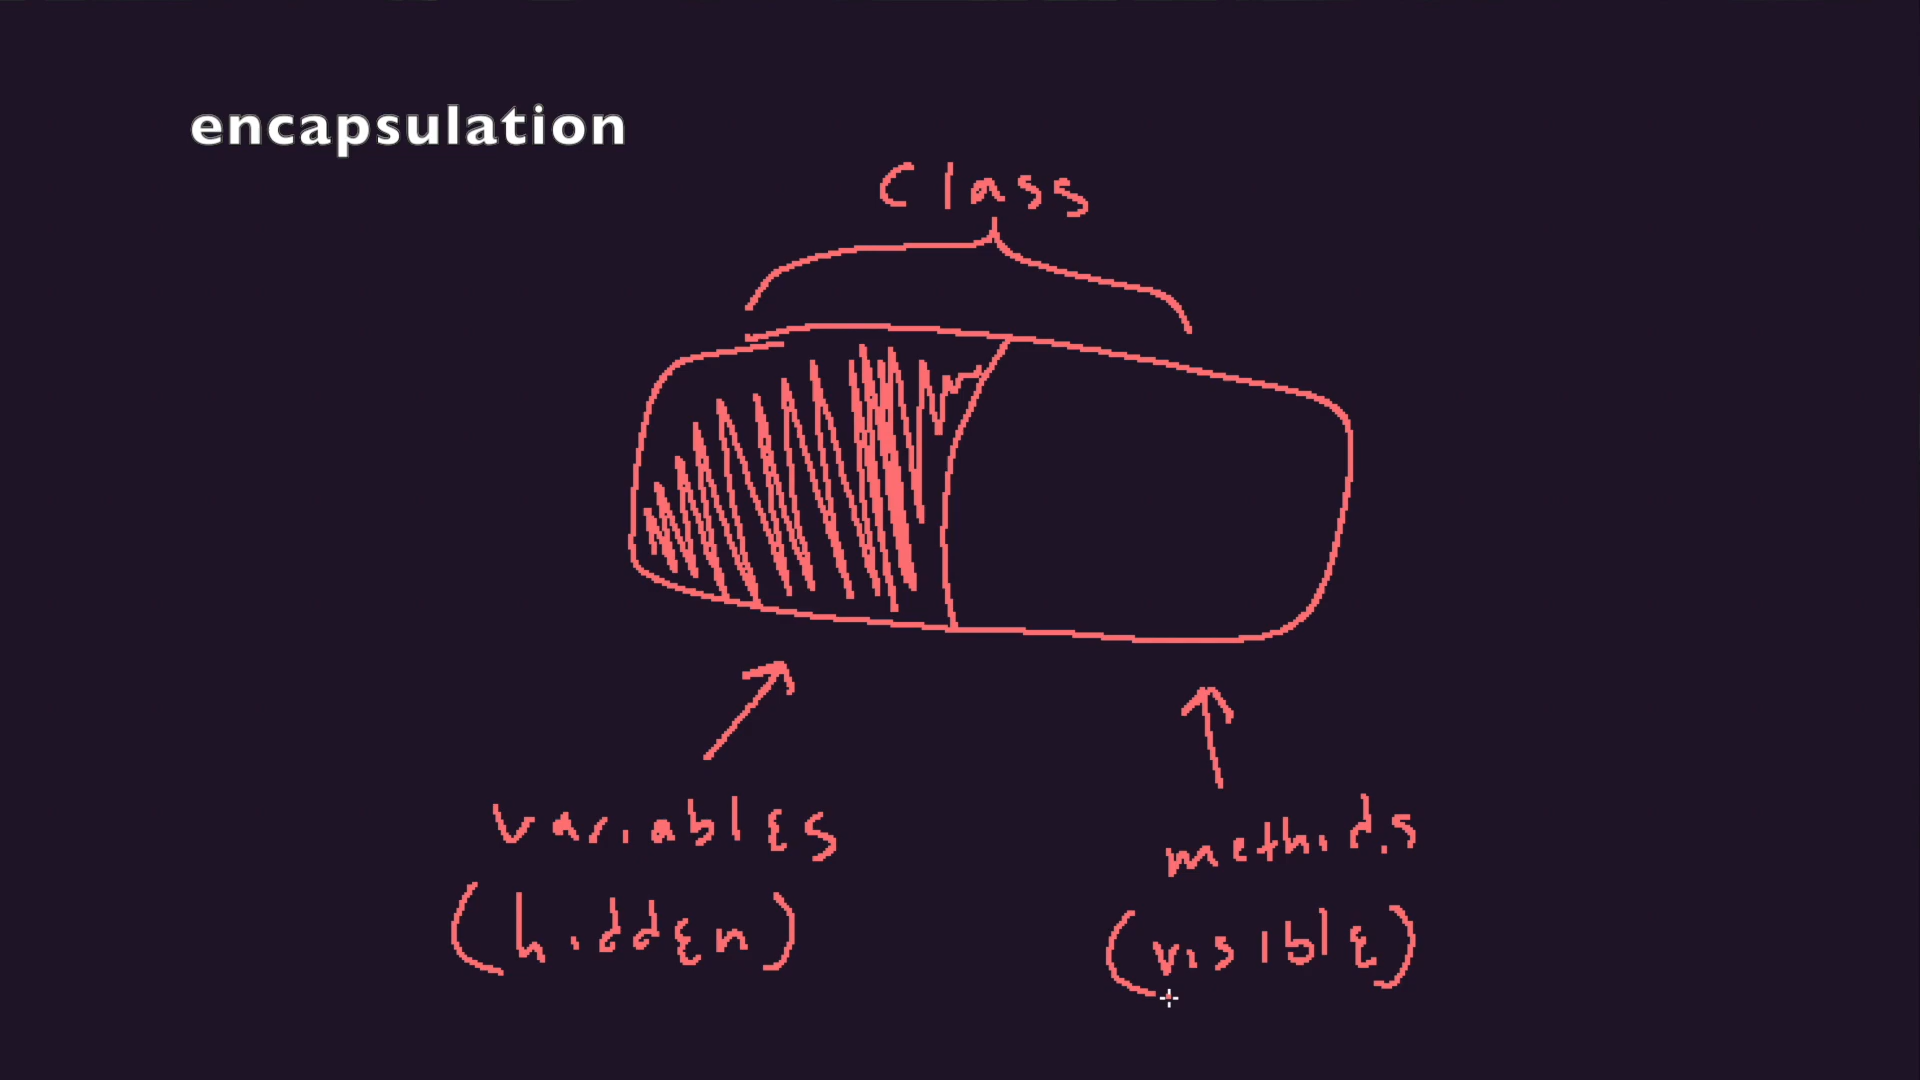 encapsulation
Class
variables
(hidden)
methods
(visible)